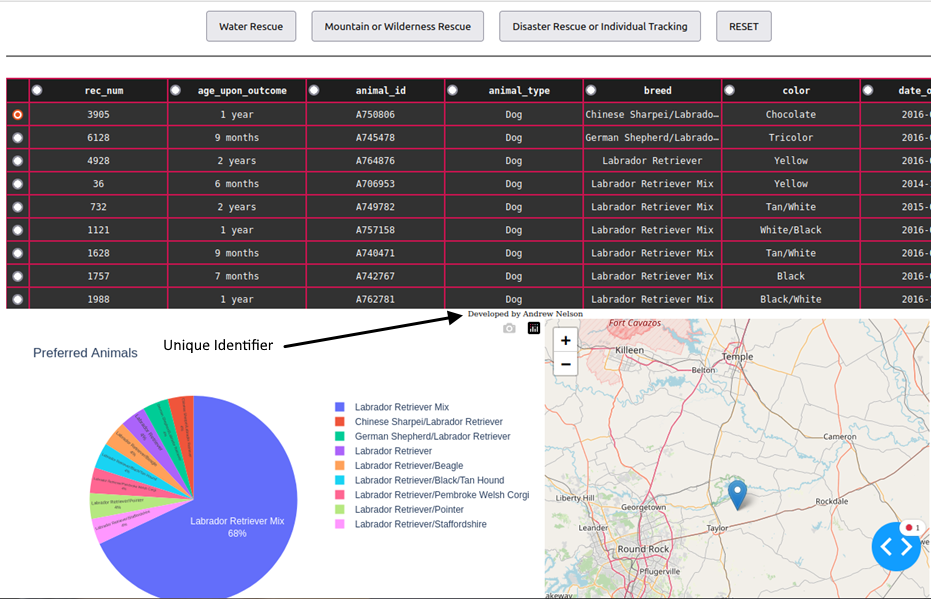 Water Rescue
Mountain or Wilderness Rescue
Disaster Rescue or Individual Tracking
RESET
rec_num age_upon_outcome animal_id animal_type breed color date_o
3905 1 year A750806 Dog Chinese Sharpei/Labrado… Chocolate 2016-
6128 9 months A745478 Dog German Shepherd/Labrado… Tricolor 2016-
4928 2 years A764876 Dog Labrador Retriever Yellow 2016-
36 6 months A706953 Dog Labrador Retriever Mix Yellow 2014-
732 2 years A749782 Dog Labrador Retriever Mix Tan/White 2015-
1121 1 year A757158 Dog Labrador Retriever Mix White/Black 2016-
1628 9 months A740471 Dog Labrador Retriever Mix Tan/White 2016-
1757 7 months A742767 Dog Labrador Retriever Mix Black 2016-
1988 1 year A762781 Dog Labrador Retriever Mix Black/White 2016-
Developed by Andrew Nelson
Unique Identifier
Preferred Animals
Labrador Retriever Mix
68%
Labrador Retriever/Pointer
Labrador Retriever Mix
Chinese Sharpei/Labrador Retriever
German Shepherd/Labrador Retriever
Labrador Retriever
Labrador Retriever/Beagle
Labrador Retriever/Black/Tan Hound
Labrador Retriever/Pembroke Welsh Corgi
Labrador Retriever/Pointer
Labrador Retriever/Staffordshire
+
−
Fort Cavazos
Killeen
Temple
Belton
Cameron
Liberty Hill
Georgetown
Rockdale
Leander
Taylor
Round Rock
Pflugerville
akeway
1